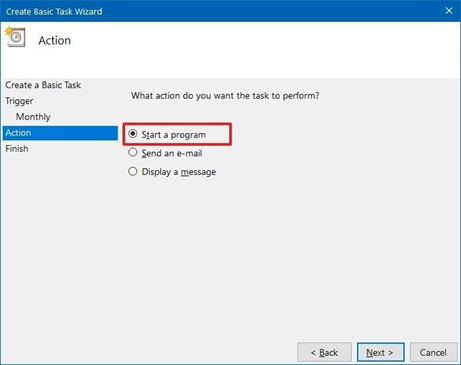 Create Basic Task Wizard
Action
Create a Basic Task
Trigger
Monthly
Action
Finish
What action do you want the task to perform?
Start a program
Send an e-mail
Display a message
< Back
Next >
Cancel